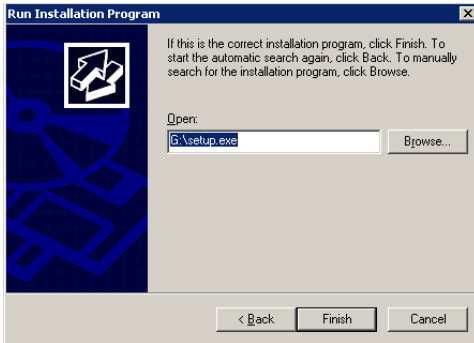 Run Installation Program
If this is the correct installation program, click Finish. To
start the automatic search again, click Back. To manually
search for the installation program, click Browse.
Open:
G:\setup.exe
Browse...
< Back
Finish
Cancel